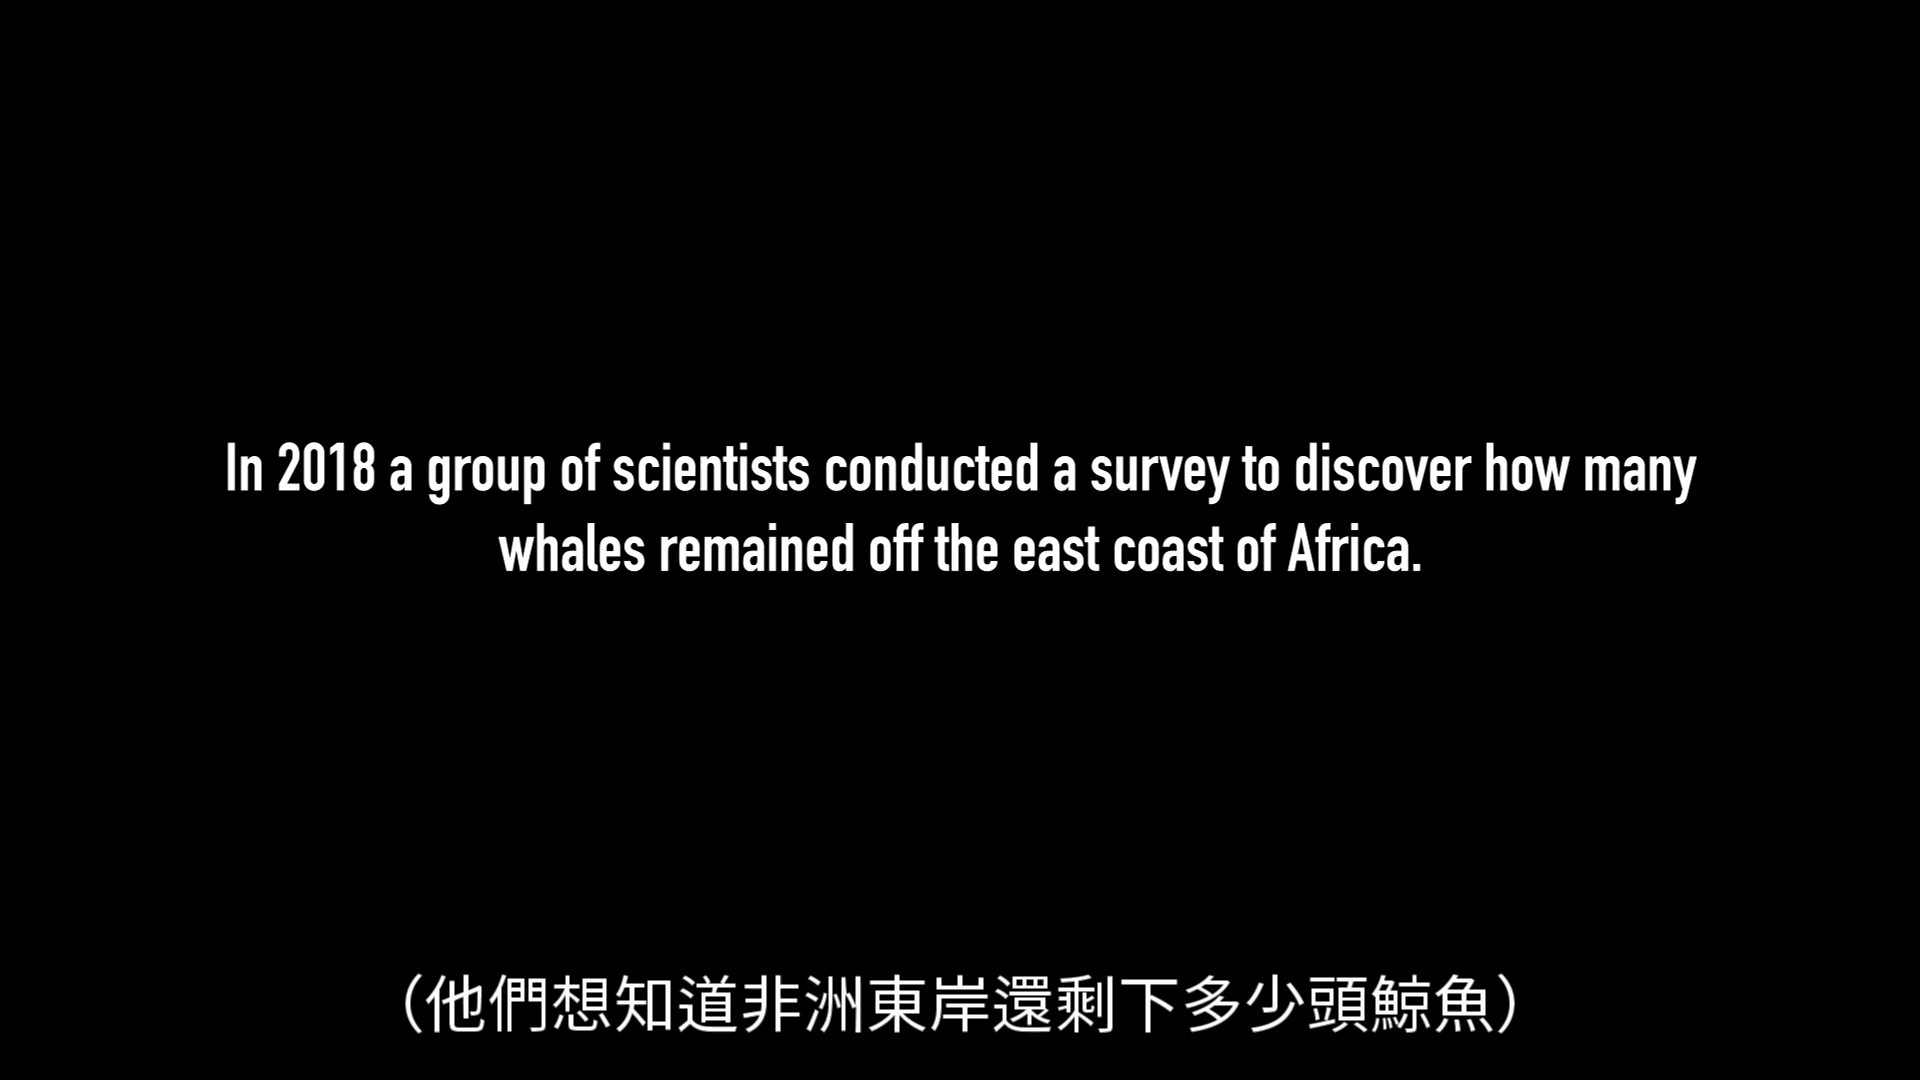 In 2018 a group of scientists conducted a survey to discover how many
whales remained off the east coast of Africa.
（他們想知道非洲東岸還剩下多少頭鯨魚）